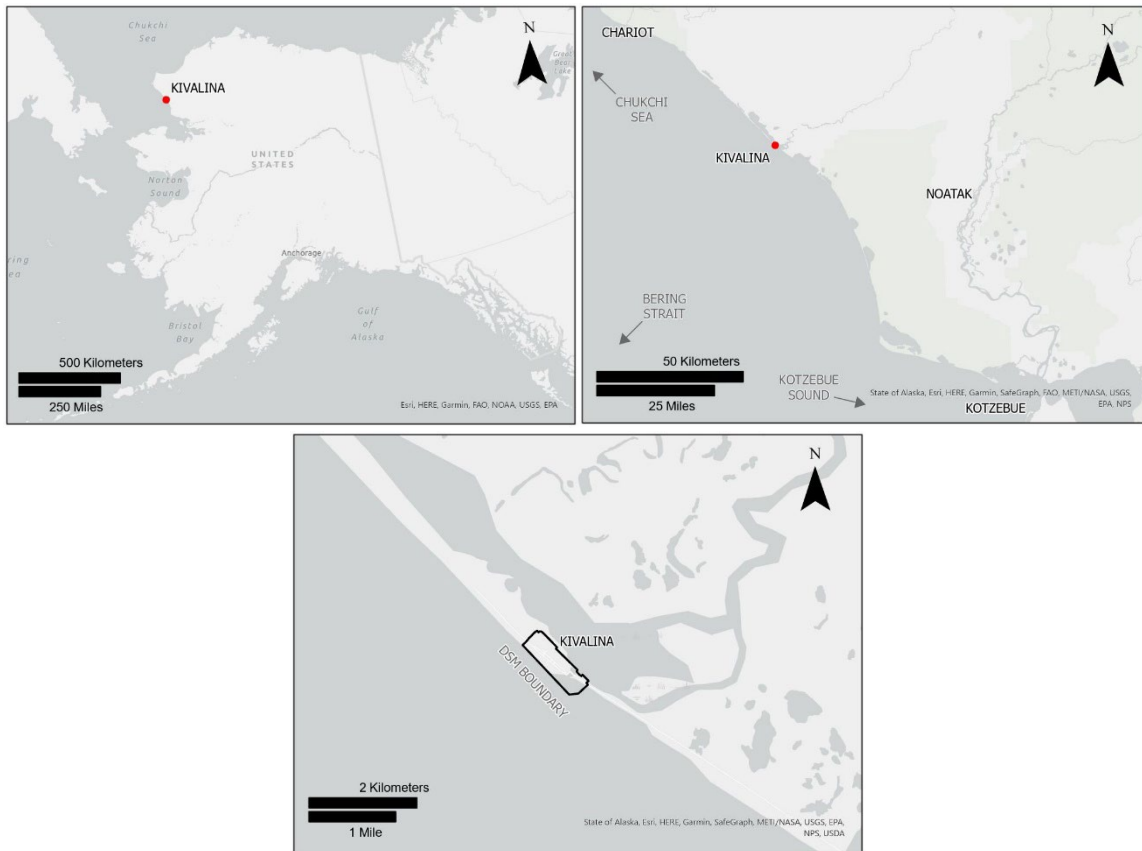 Chukchi
Sea
N
Great
Bear
Lake
KIVALINA
UNITED
STATES
Norton
Sound
Anchorage
Bristol
Bay
Gulf
of
Alaska
500 Kilometers
250 Miles
Esri, HERE, Garmin, FAO, NOAA, USGS, EPA
CHARIOT
N
CHUKCHI
SEA
KIVALINA
NOATAK
BERING
STRAIT
50 Kilometers
25 Miles
KOTZEBUE
SOUND
State of Alaska, Esri, HERE, Garmin, SafeGraph, FAO, METI/NASA, USGS,
EPA, NPS
KOTZEBUE
N
KIVALINA
DSM BOUNDARY
2 Kilometers
1 Mile
State of Alaska, Esri, HERE, Garmin, SafeGraph, METI/NASA, USGS, EPA,
NPS, USDA